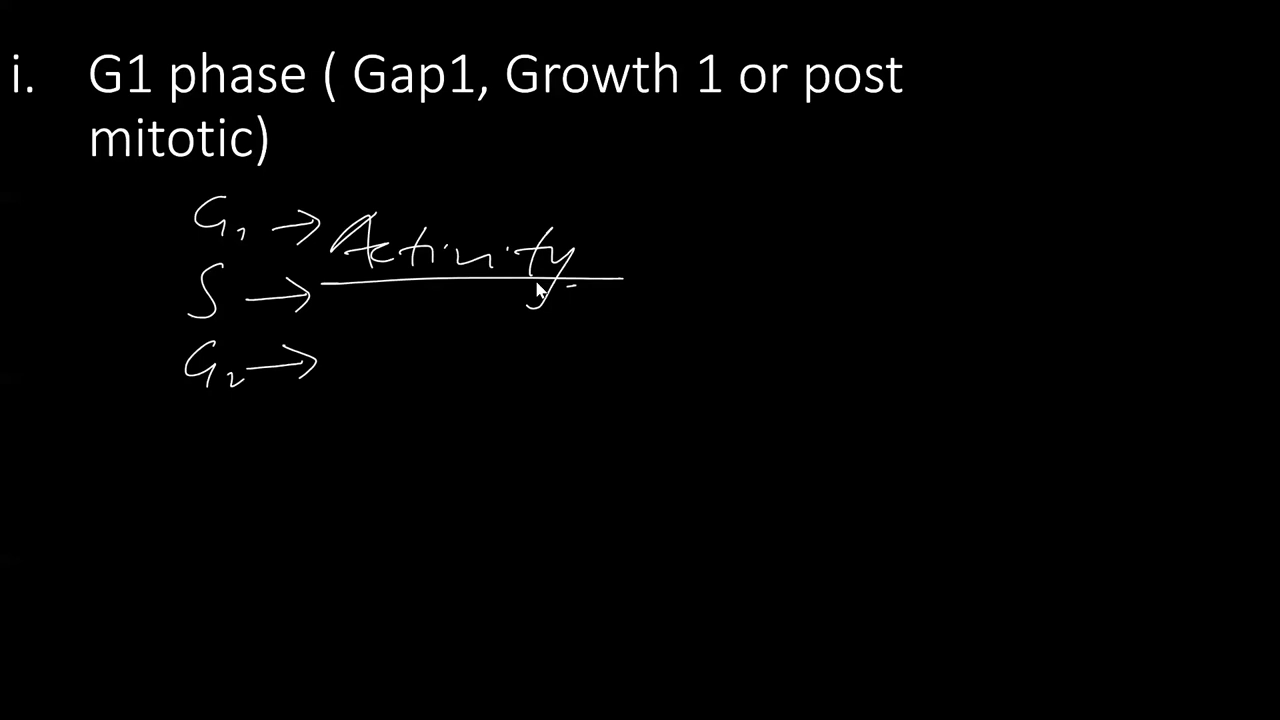 i. G1 phase ( Gap1, Growth 1 or post
mitotic)
G1 → Activity
S →
G2 →